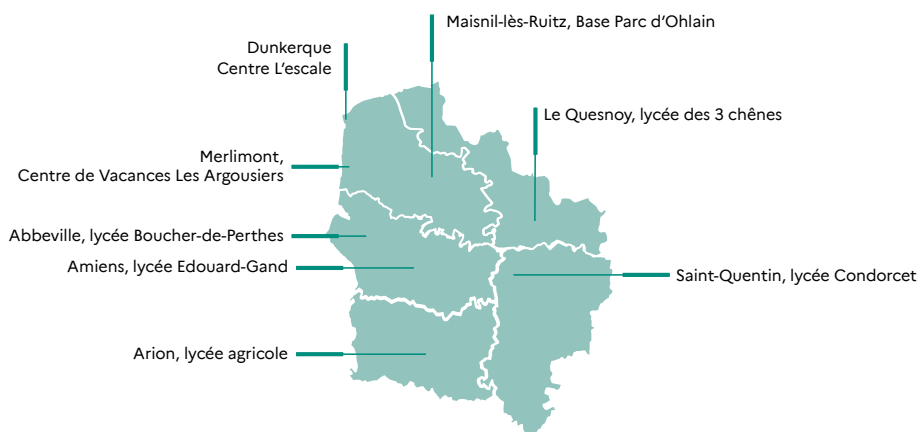 Maisnil-lès-Ruitz, Base Parc d'Ohlain
Dunkerque
Centre L'escale
Le Quesnoy, lycée des 3 chênes
Merlimont,
Centre de Vacances Les Argousiers
Abbeville, lycée Boucher-de-Perthes
Amiens, lycée Edouard-Gand
Saint-Quentin, lycée Condorcet
Arion, lycée agricole